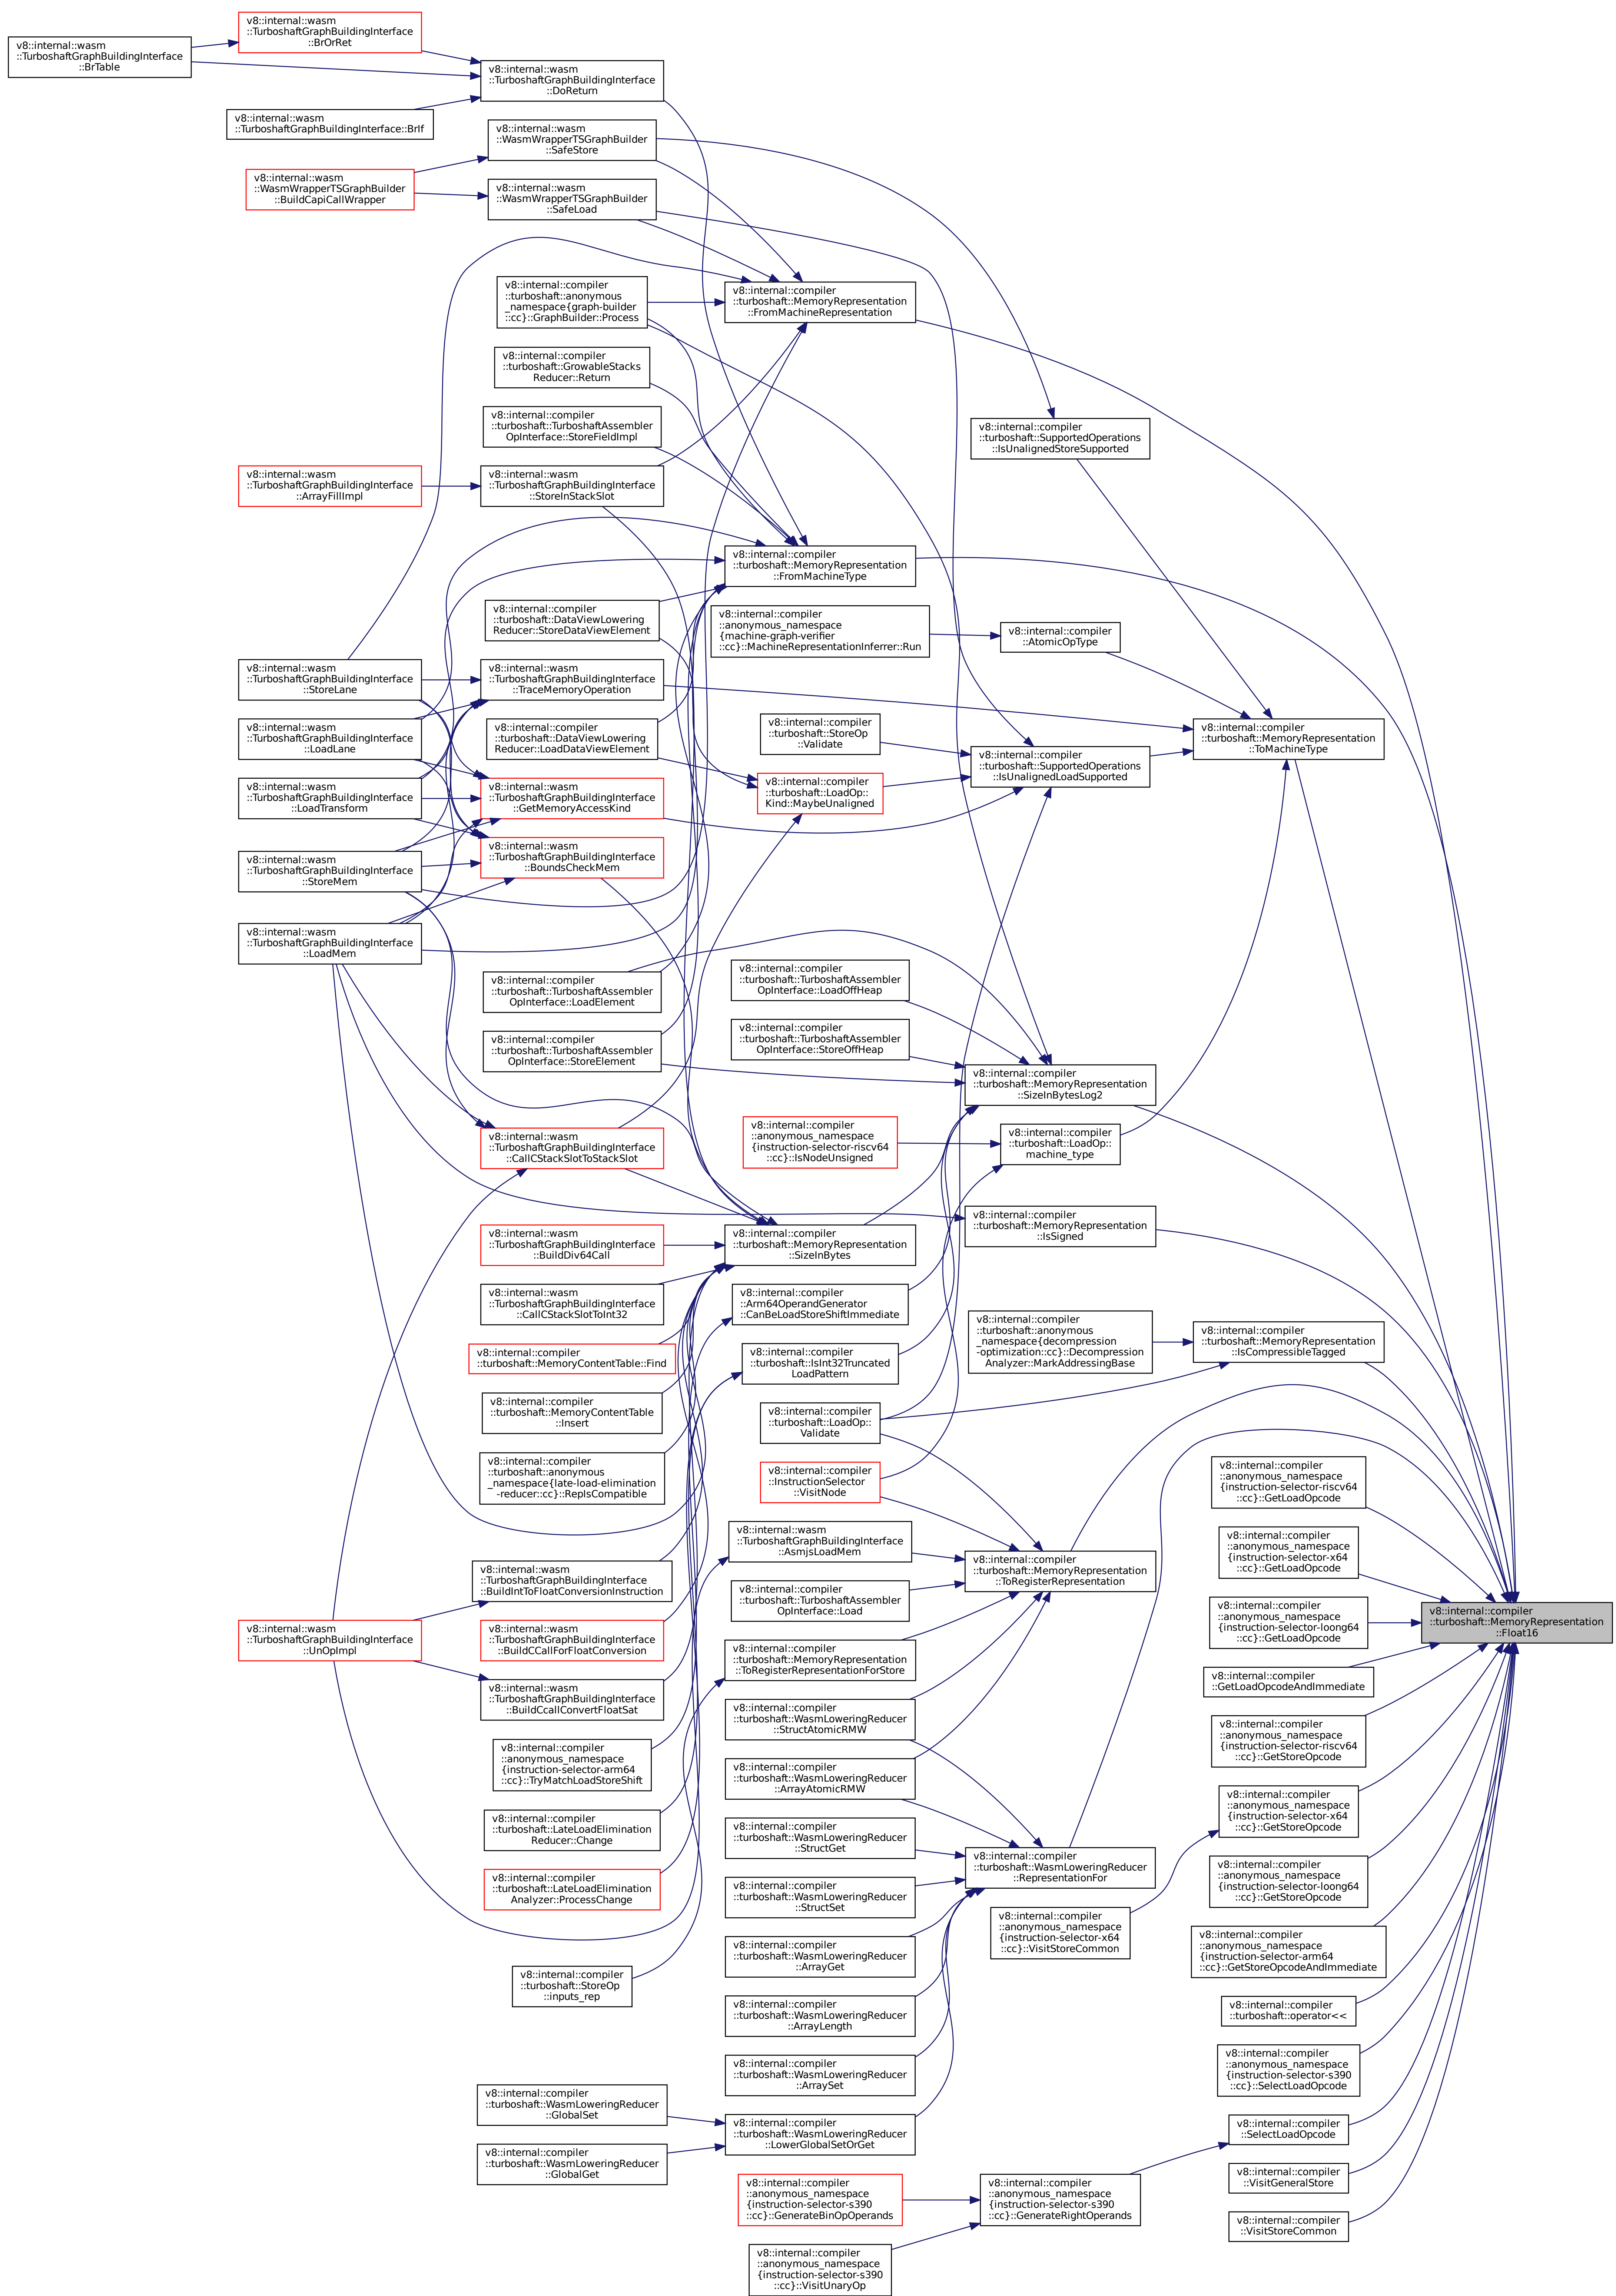 v8::internal::wasm
::TurboshaftGraphBuildingInterface
::BrOrRet
v8::internal::wasm
::TurboshaftGraphBuildingInterface
::BrTable
v8::internal::wasm
::TurboshaftGraphBuildingInterface
::DoReturn
v8::internal::wasm
::TurboshaftGraphBuildingInterface::BrIf
v8::internal::wasm
::WasmWrapperTSGraphBuilder
::SafeStore
v8::internal::wasm
::WasmWrapperTSGraphBuilder
::BuildCapiCallWrapper
v8::internal::wasm
::WasmWrapperTSGraphBuilder
::SafeLoad
v8::internal::compiler
::turboshaft::anonymous
_namespace{graph-builder
::cc}::GraphBuilder::Process
v8::internal::compiler
::turboshaft::MemoryRepresentation
::FromMachineRepresentation
v8::internal::compiler
::turboshaft::GrowableStacks
Reducer::Return
v8::internal::compiler
::turboshaft::TurboshaftAssembler
OpInterface::StoreFieldImpl
v8::internal::compiler
::turboshaft::SupportedOperations
::IsUnalignedStoreSupported
v8::internal::wasm
::TurboshaftGraphBuildingInterface
::ArrayFillImpl
v8::internal::wasm
::TurboshaftGraphBuildingInterface
::StoreInStackSlot
v8::internal::compiler
::turboshaft::MemoryRepresentation
::FromMachineType
v8::internal::compiler
::turboshaft::DataViewLowering
Reducer::StoreDataViewElement
v8::internal::compiler
::anonymous_namespace
{machine-graph-verifier
::cc}::MachineRepresentationInferrer::Run
v8::internal::compiler
::AtomicOpType
v8::internal::wasm
::TurboshaftGraphBuildingInterface
::StoreLane
v8::internal::wasm
::TurboshaftGraphBuildingInterface
::TraceMemoryOperation
v8::internal::wasm
::TurboshaftGraphBuildingInterface
::LoadLane
v8::internal::compiler
::turboshaft::DataViewLowering
Reducer::LoadDataViewElement
v8::internal::compiler
::turboshaft::StoreOp
::Validate
v8::internal::compiler
::turboshaft::SupportedOperations
::IsUnalignedLoadSupported
v8::internal::compiler
::turboshaft::MemoryRepresentation
::ToMachineType
v8::internal::wasm
::TurboshaftGraphBuildingInterface
::LoadTransform
v8::internal::wasm
::TurboshaftGraphBuildingInterface
::GetMemoryAccessKind
v8::internal::compiler
::turboshaft::LoadOp::
Kind::MaybeUnaligned
v8::internal::wasm
::TurboshaftGraphBuildingInterface
::StoreMem
v8::internal::wasm
::TurboshaftGraphBuildingInterface
::BoundsCheckMem
v8::internal::wasm
::TurboshaftGraphBuildingInterface
::LoadMem
v8::internal::compiler
::turboshaft::TurboshaftAssembler
OpInterface::LoadElement
v8::internal::compiler
::turboshaft::TurboshaftAssembler
OpInterface::LoadOffHeap
v8::internal::compiler
::turboshaft::TurboshaftAssembler
OpInterface::StoreElement
v8::internal::compiler
::turboshaft::TurboshaftAssembler
OpInterface::StoreOffHeap
v8::internal::compiler
::turboshaft::MemoryRepresentation
::SizeInBytesLog2
v8::internal::wasm
::TurboshaftGraphBuildingInterface
::CallCStackSlotToStackSlot
v8::internal::compiler
::anonymous_namespace
{instruction-selector-riscv64
::cc}::IsNodeUnsigned
v8::internal::compiler
::turboshaft::LoadOp::
machine_type
v8::internal::wasm
::TurboshaftGraphBuildingInterface
::BuildDiv64Call
v8::internal::compiler
::turboshaft::MemoryRepresentation
::SizeInBytes
v8::internal::compiler
::turboshaft::MemoryRepresentation
::IsSigned
v8::internal::wasm
::TurboshaftGraphBuildingInterface
::CallCStackSlotToInt32
v8::internal::compiler
::Arm64OperandGenerator
::CanBeLoadStoreShiftImmediate
v8::internal::compiler
::turboshaft::anonymous
_namespace{decompression
-optimization::cc}::Decompression
Analyzer::MarkAddressingBase
v8::internal::compiler
::turboshaft::MemoryRepresentation
::IsCompressibleTagged
v8::internal::compiler
::turboshaft::MemoryContentTable::Find
v8::internal::compiler
::turboshaft::IsInt32Truncated
LoadPattern
v8::internal::compiler
::turboshaft::MemoryContentTable
::Insert
v8::internal::compiler
::turboshaft::LoadOp::
Validate
v8::internal::compiler
::turboshaft::anonymous
_namespace{late-load-elimination
-reducer::cc}::RepIsCompatible
v8::internal::compiler
::InstructionSelector
::VisitNode
v8::internal::compiler
::anonymous_namespace
{instruction-selector-riscv64
::cc}::GetLoadOpcode
v8::internal::wasm
::TurboshaftGraphBuildingInterface
::AsmjsLoadMem
v8::internal::compiler
::anonymous_namespace
{instruction-selector-x64
::cc}::GetLoadOpcode
v8::internal::wasm
::TurboshaftGraphBuildingInterface
::BuildIntToFloatConversionInstruction
v8::internal::compiler
::turboshaft::TurboshaftAssembler
OpInterface::Load
v8::internal::compiler
::turboshaft::MemoryRepresentation
::ToRegisterRepresentation
v8::internal::compiler
::anonymous_namespace
{instruction-selector-loong64
::cc}::GetLoadOpcode
v8::internal::compiler
::turboshaft::MemoryRepresentation
::Float16
v8::internal::wasm
::TurboshaftGraphBuildingInterface
::UnOpImpl
v8::internal::wasm
::TurboshaftGraphBuildingInterface
::BuildCCallForFloatConversion
v8::internal::compiler
::turboshaft::MemoryRepresentation
::ToRegisterRepresentationForStore
v8::internal::compiler
::GetLoadOpcodeAndImmediate
v8::internal::wasm
::TurboshaftGraphBuildingInterface
::BuildCcallConvertFloatSat
v8::internal::compiler
::turboshaft::WasmLoweringReducer
::StructAtomicRMW
v8::internal::compiler
::anonymous_namespace
{instruction-selector-riscv64
::cc}::GetStoreOpcode
v8::internal::compiler
::anonymous_namespace
{instruction-selector-arm64
::cc}::TryMatchLoadStoreShift
v8::internal::compiler
::turboshaft::WasmLoweringReducer
::ArrayAtomicRMW
v8::internal::compiler
::anonymous_namespace
{instruction-selector-x64
::cc}::GetStoreOpcode
v8::internal::compiler
::turboshaft::LateLoadElimination
Reducer::Change
v8::internal::compiler
::turboshaft::WasmLoweringReducer
::StructGet
v8::internal::compiler
::turboshaft::WasmLoweringReducer
::RepresentationFor
v8::internal::compiler
::anonymous_namespace
{instruction-selector-loong64
::cc}::GetStoreOpcode
v8::internal::compiler
::turboshaft::LateLoadElimination
Analyzer::ProcessChange
v8::internal::compiler
::turboshaft::WasmLoweringReducer
::StructSet
v8::internal::compiler
::anonymous_namespace
{instruction-selector-x64
::cc}::VisitStoreCommon
v8::internal::compiler
::anonymous_namespace
{instruction-selector-arm64
::cc}::GetStoreOpcodeAndImmediate
v8::internal::compiler
::turboshaft::WasmLoweringReducer
::ArrayGet
v8::internal::compiler
::turboshaft::StoreOp
::inputs_rep
v8::internal::compiler
::turboshaft::WasmLoweringReducer
::ArrayLength
v8::internal::compiler
::turboshaft::operator<<
v8::internal::compiler
::turboshaft::WasmLoweringReducer
::ArraySet
v8::internal::compiler
::anonymous_namespace
{instruction-selector-s390
::cc}::SelectLoadOpcode
v8::internal::compiler
::turboshaft::WasmLoweringReducer
::GlobalSet
v8::internal::compiler
::turboshaft::WasmLoweringReducer
::LowerGlobalSetOrGet
v8::internal::compiler
::SelectLoadOpcode
v8::internal::compiler
::turboshaft::WasmLoweringReducer
::GlobalGet
v8::internal::compiler
::VisitGeneralStore
v8::internal::compiler
::anonymous_namespace
{instruction-selector-s390
::cc}::GenerateBinOpOperands
v8::internal::compiler
::anonymous_namespace
{instruction-selector-s390
::cc}::GenerateRightOperands
v8::internal::compiler
::VisitStoreCommon
v8::internal::compiler
::anonymous_namespace
{instruction-selector-s390
::cc}::VisitUnaryOp